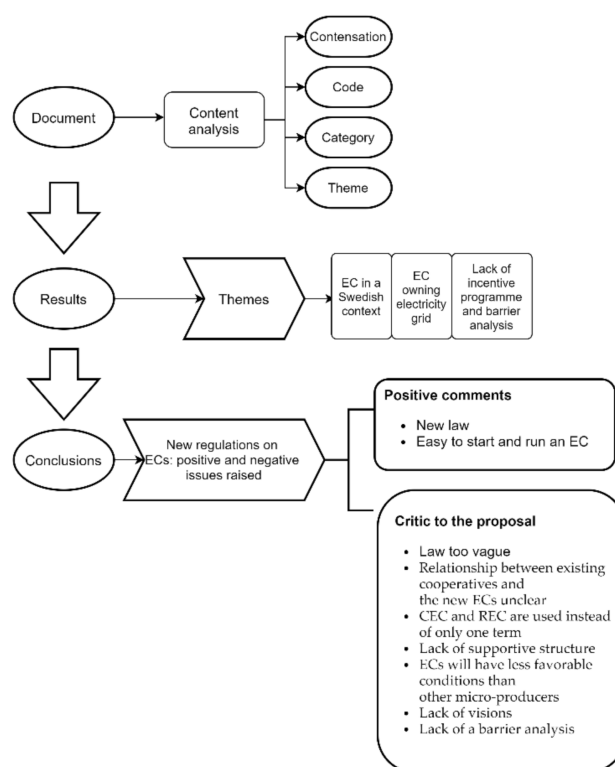 Contensation
Code
Document
Content
analysis
Category
Theme
Results
Themes
EC in a
Swedish
context
EC
owning
electricity
grid
Lack of
incentive
programme
and barrier
analysis
Conclusions
New regulations on
ECs: positive and negative
issues raised
Positive comments
• New law
• Easy to start and run an EC
Critic to the proposal
• Law too vague
• Relationship between existing
cooperatives and
the new ECs unclear
• CEC and REC are used instead
of only one term
• Lack of supportive structure
• ECs will have less favorable
conditions than
other micro-producers
• Lack of visions
• Lack of a barrier analysis